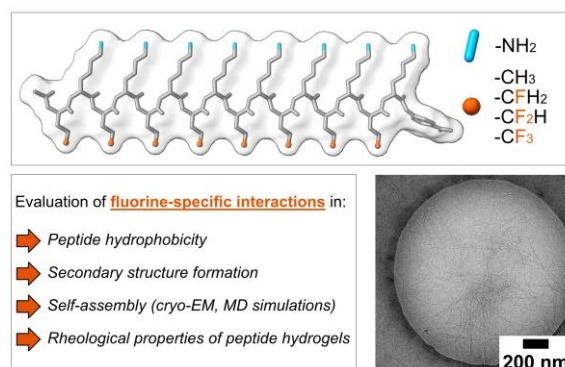 -NH₂
-CH₃
-CFH₂
-CF₂H
-CF₃
Evaluation of fluorine-specific interactions in:
Peptide hydrophobicity
Secondary structure formation
Self-assembly (cryo-EM, MD simulations)
Rheological properties of peptide hydrogels
200 nm